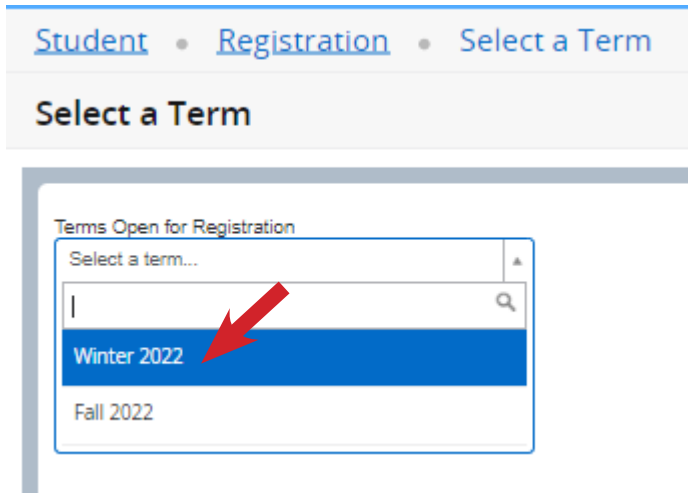 Student • Registration • Select a Term
Select a Term
Terms Open for Registration
Select a term...
Winter 2022
Fall 2022